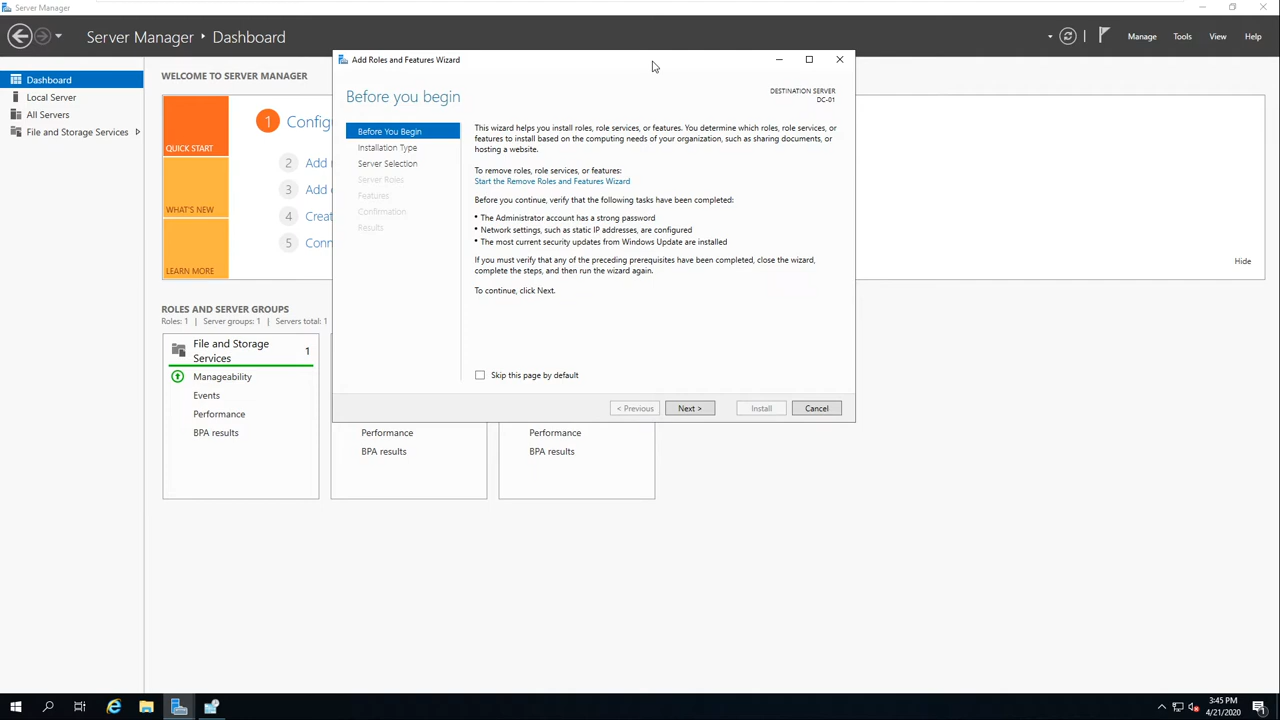 Server Manager
Server Manager ‣ Dashboard
Manage
Tools
View
Help
Dashboard
Local Server
All Servers
File and Storage Services
WELCOME TO SERVER MANAGER
QUICK START
WHAT'S NEW
LEARN MORE
1
2 Add
3 Add
4
5
Hide
ROLES AND SERVER GROUPS
Roles: 1 | Server groups: 1 | Servers total: 1
File and Storage
Services
1
Manageability
Events
Performance
BPA results
Performance
BPA results
Performance
BPA results
Add Roles and Features Wizard
Before you begin
DESTINATION SERVER
DC-01
Before You Begin
Installation Type
Server Selection
Server Roles
Features
Confirmation
Results
This wizard helps you install roles, role services, or features. You determine which roles, role services, or
features to install based on the computing needs of your organization, such as sharing documents, or
hosting a website.
To remove roles, role services, or features:
Start the Remove Roles and Features Wizard
Before you continue, verify that the following tasks have been completed:
• The Administrator account has a strong password
• Network settings, such as static IP addresses, are configured
• The most current security updates from Windows Update are installed
If you must verify that any of the preceding prerequisites have been completed, close the wizard,
complete the steps, and then run the wizard again.
To continue, click Next.
Skip this page by default
< Previous
Next >
Install
Cancel
3:45 PM
4/21/2020
1